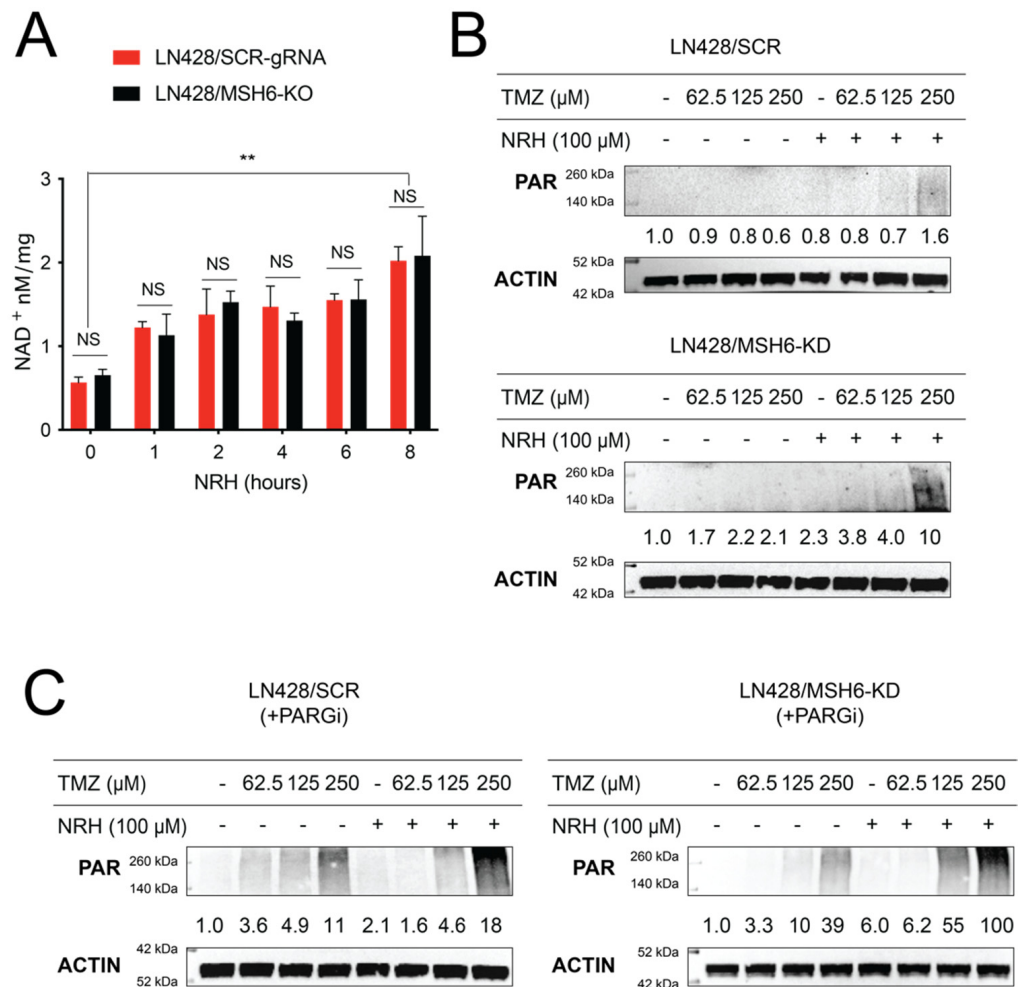 A
LN428/SCR-gRNA
LN428/MSH6-KO
**
NS NS NS NS NS NS
3
2
1
0
NAD + nM/mg
0 1 2 4 6 8
NRH (hours)
B
LN428/SCR
TMZ (µM) - 62.5 125 250 - 62.5 125 250
NRH (100 µM) - - - - + + + +
PAR 260 kDa
140 kDa
1.0 0.9 0.8 0.6 0.8 0.8 0.7 1.6
ACTIN 52 kDa
42 kDa
LN428/MSH6-KD
TMZ (µM) - 62.5 125 250 - 62.5 125 250
NRH (100 µM) - - - - + + + +
PAR 260 kDa
140 kDa
1.0 1.7 2.2 2.1 2.3 3.8 4.0 10
ACTIN 52 kDa
42 kDa
C
LN428/SCR
(+PARGi)
TMZ (µM) - 62.5 125 250 - 62.5 125 250
NRH (100 µM) - - - - + + + +
PAR 260 kDa
140 kDa
1.0 3.6 4.9 11 2.1 1.6 4.6 18
ACTIN 42 kDa
52 kDa
LN428/MSH6-KD
(+PARGi)
TMZ (µM) - 62.5 125 250 - 62.5 125 250
NRH (100 µM) - - - - + + + +
PAR 260 kDa
140 kDa
1.0 3.3 10 39 6.0 6.2 55 100
ACTIN 52 kDa
42 kDa